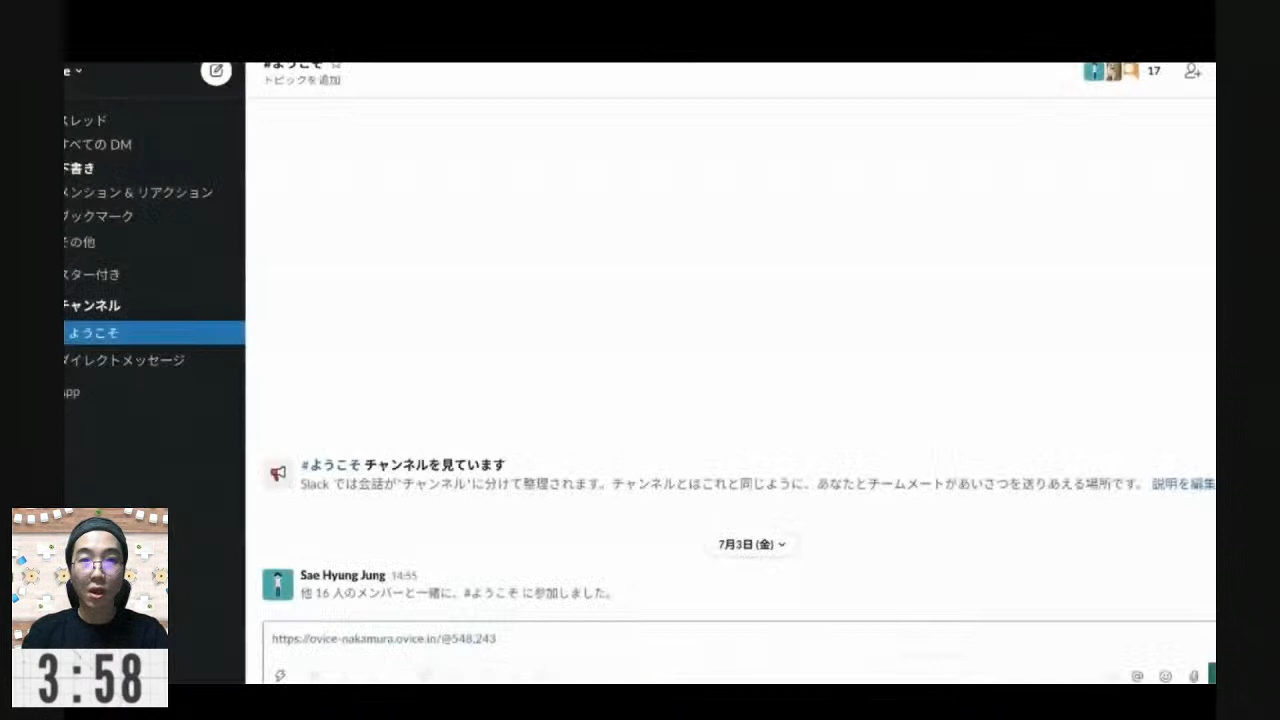 e
#ようこそ
トピックを追加
17
スレッド
すべての DM
下書き
メンション & リアクション
ブックマーク
その他
スター付き
チャンネル
ようこそ
ダイレクトメッセージ
App
#ようこそ チャンネルを見ています
Slack では会話が"チャンネル"に分けて整理されます。チャンネルとはこれと同じように、あなたとチームメートがあいさつを送りあえる場所です。 説明を編集
7月3日 (金)
Sae Hyung Jung 14:55
他 16 人のメンバーと一緒に、#ようこそ に参加しました。
https://ovice-nakamura.ovice.in/@548,243
3:58